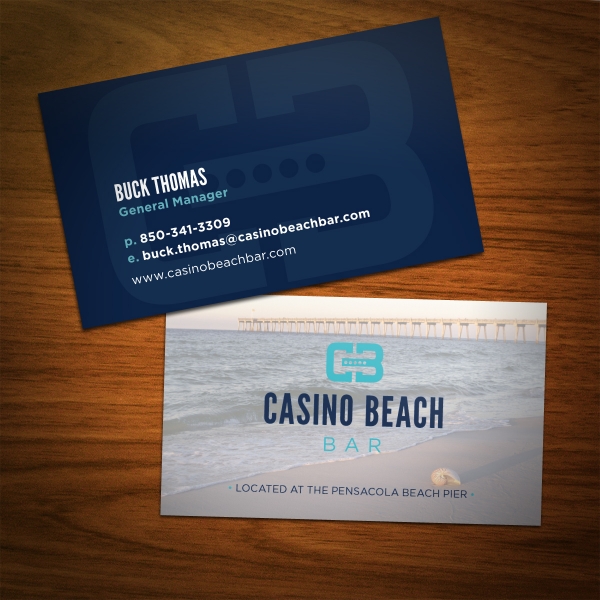 BUCK THOMAS
General Manager
p. 850-341-3309
e. buck.thomas@casinobeachbar.com
www.casinobeachbar.com
CB
CASINO BEACH
BAR
• LOCATED AT THE PENSACOLA BEACH PIER •